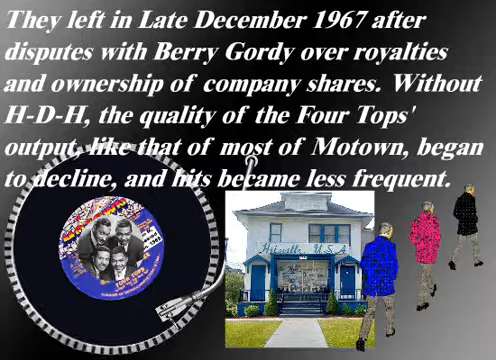 They left in Late December 1967 after
disputes with Berry Gordy over royalties
and ownership of company shares. Without
H-D-H, the quality of the Four Tops'
output, like that of most of Motown, began
to decline, and hits became less frequent.
Hitsville U.S.A.